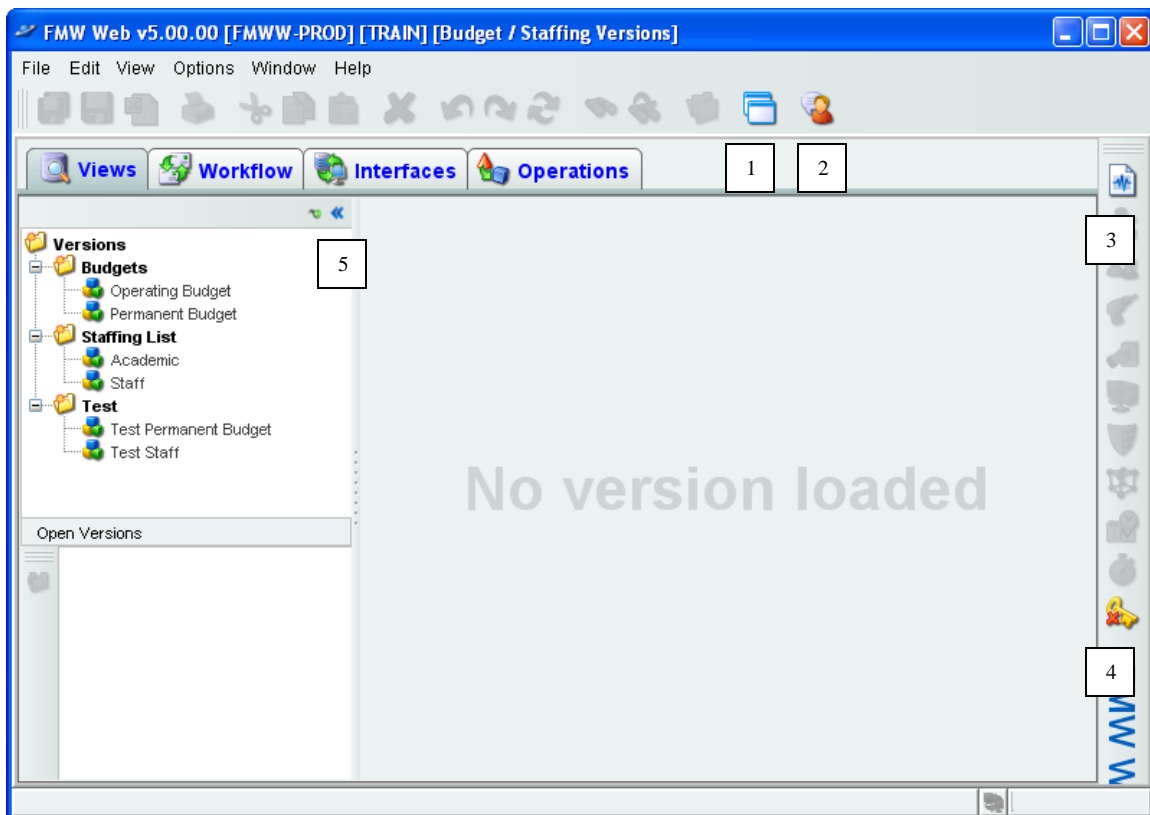 FMW Web v5.00.00 [FMWW-PROD] [TRAIN] [Budget / Staffing Versions]
File Edit View Options Window Help
Views Workflow Interfaces Operations
1
2
3
5
Versions
Budgets
Operating Budget
Permanent Budget
Staffing List
Academic
Staff
Test
Test Permanent Budget
Test Staff
No version loaded
Open Versions
4
MW W